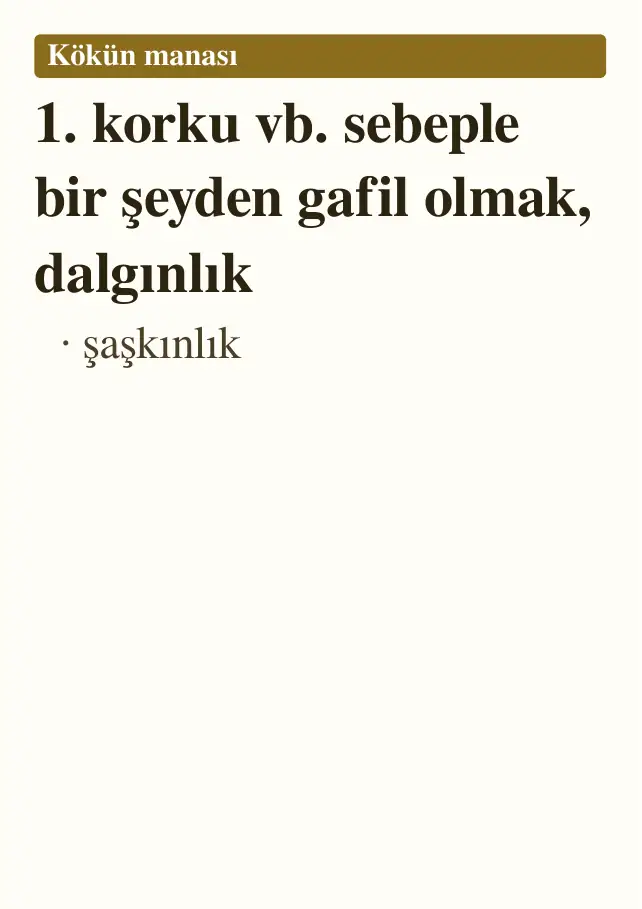 Kökün manası
1. korku vb. sebeple
bir şeyden gafil olmak,
dalgınlık
· şaşkınlık